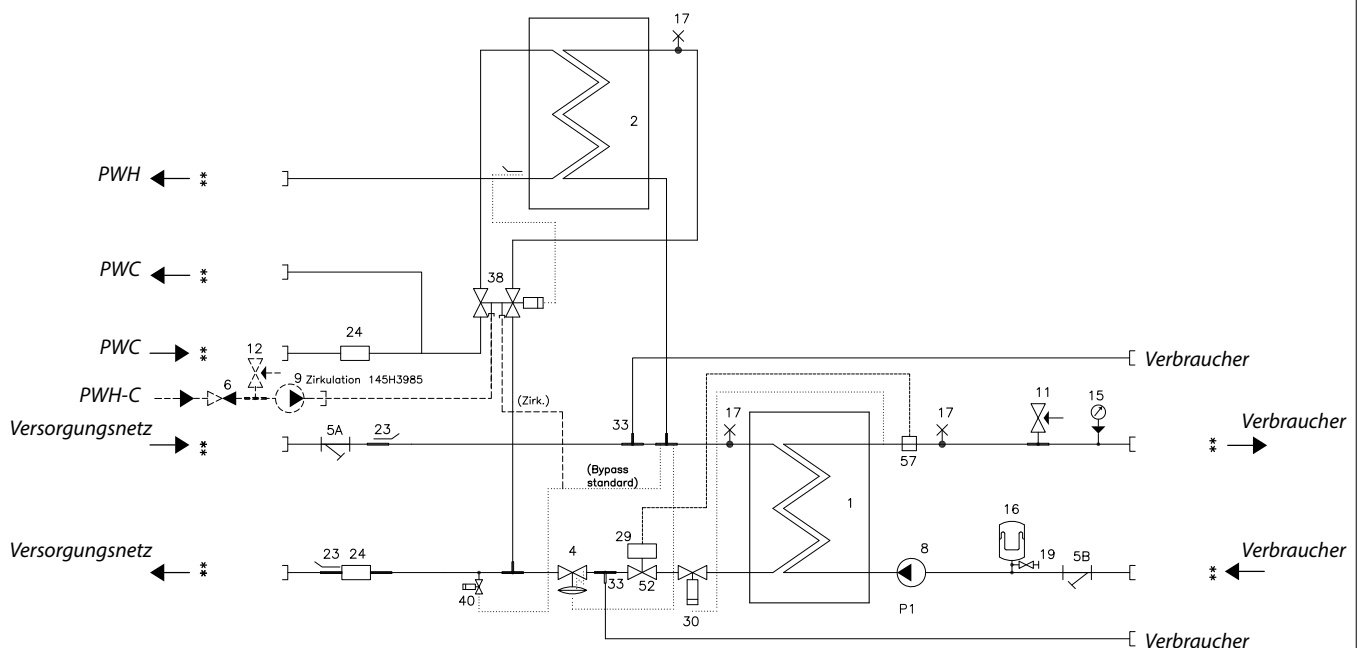 17
2
PWH
**
PWC
**
38
PWC
**
24
12
Verbraucher
6
9 Zirkulation 145H3985
PWH-C
(Zirk.)
11
15
Versorgungsnetz
**
5A
23
33
17
17
Verbraucher
**
57
(Bypass
standard)
1
16
Versorgungsnetz
**
23
24
4
29
8
19
5B
Verbraucher
**
40
33
52
30
P1
Verbraucher